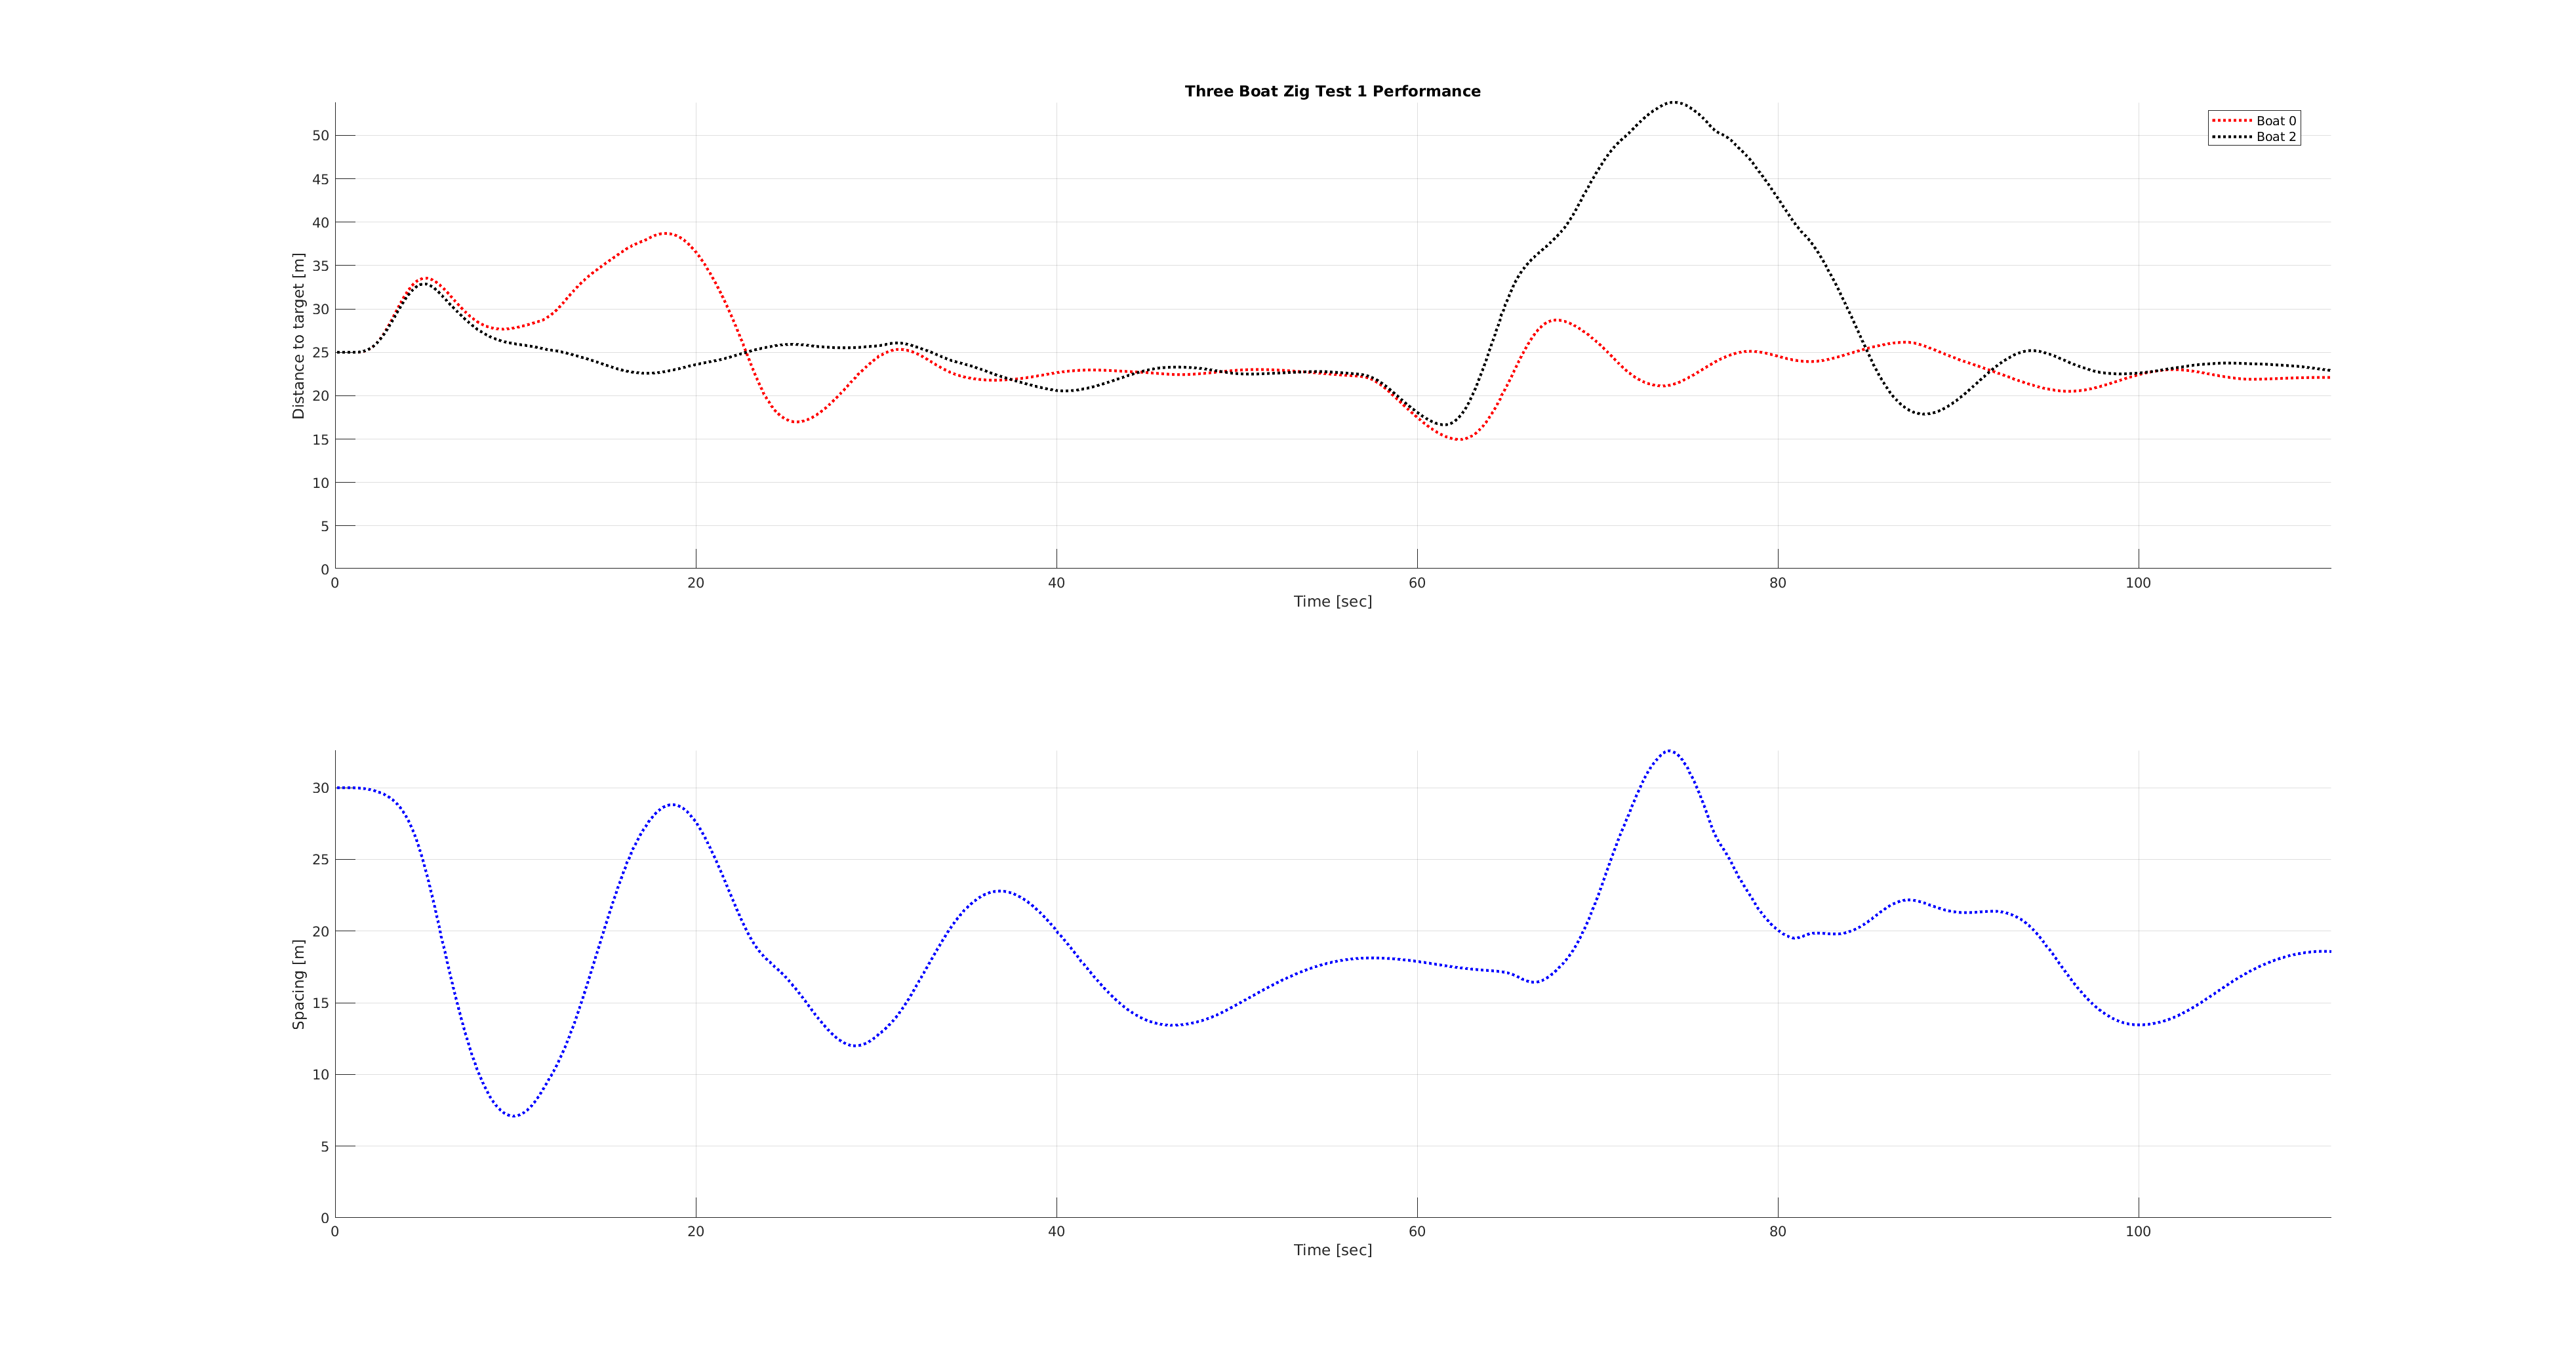 Three Boat Zig Test 1 Performance
Boat 0
Boat 2
Distance to target [m]
50
45
40
35
30
25
20
15
10
5
0
0 20 40 60 80 100
Time [sec]
Spacing [m]
30
25
20
15
10
5
0
0 20 40 60 80 100
Time [sec]